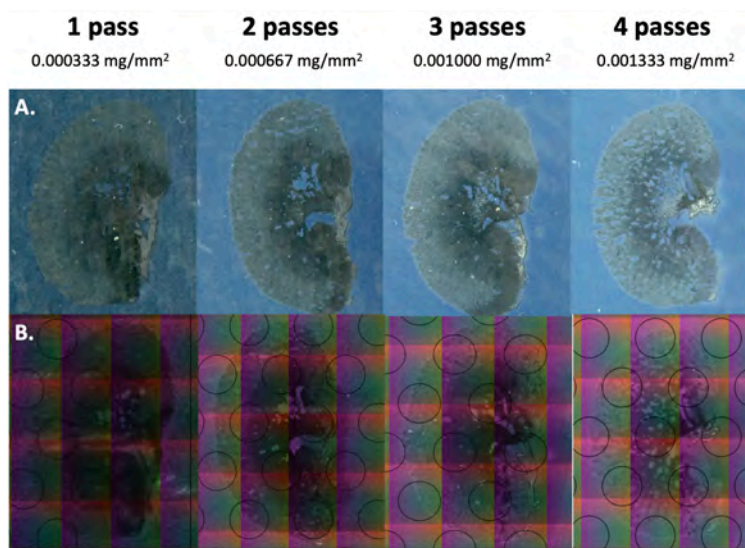 1 pass 2 passes 3 passes 4 passes
0.000333 mg/mm² 0.000667 mg/mm² 0.001000 mg/mm² 0.001333 mg/mm²
A.
B.